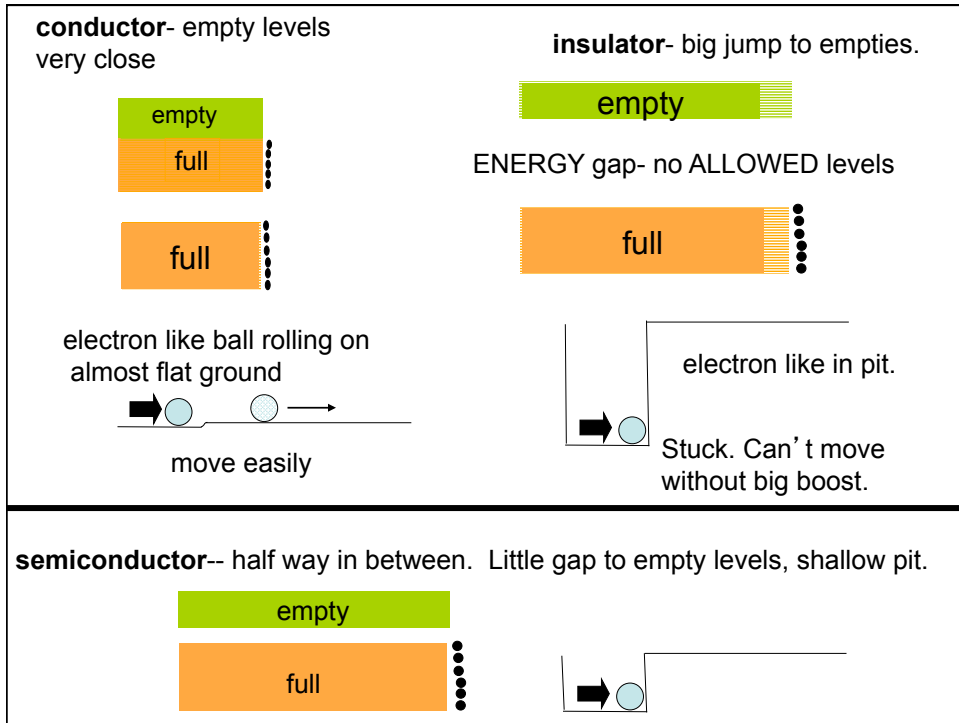 conductor- empty levels
very close
empty
full
full
electron like ball rolling on
almost flat ground
move easily
insulator- big jump to empties.
empty
ENERGY gap- no ALLOWED levels
full
electron like in pit.
Stuck. Can't move
without big boost.
semiconductor-- half way in between. Little gap to empty levels, shallow pit.
empty
full